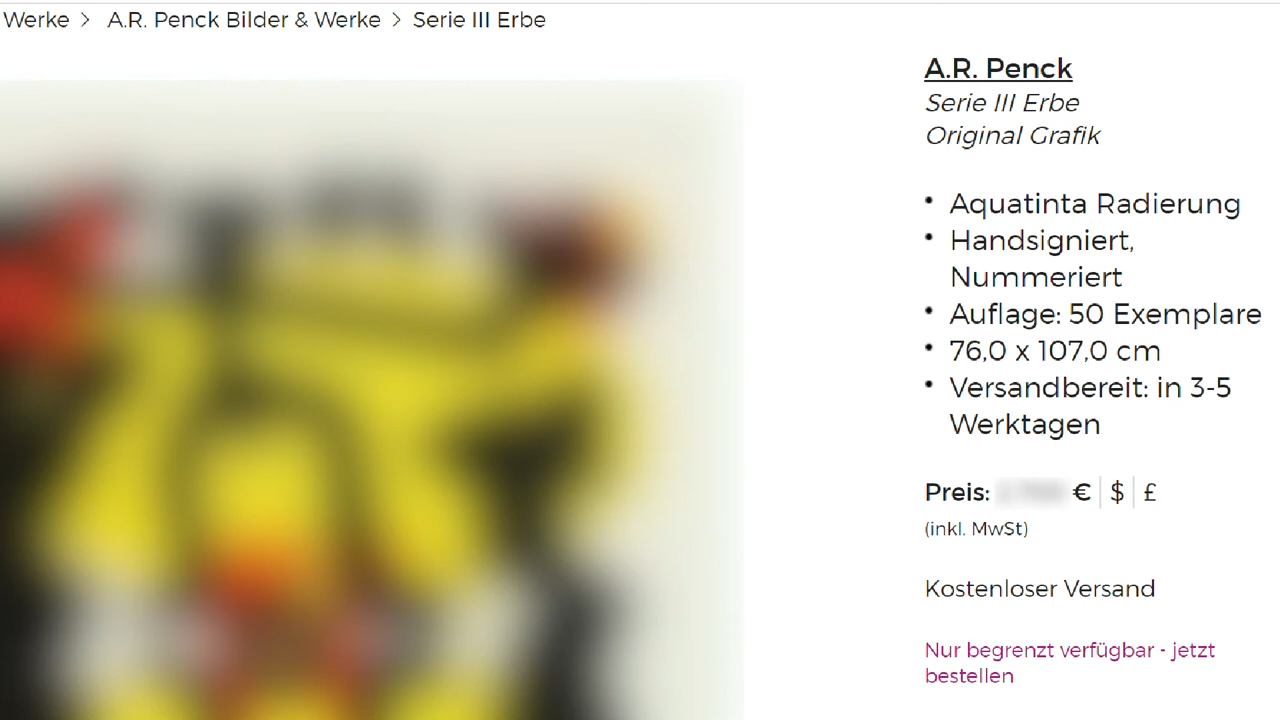 Werke > A.R. Penck Bilder & Werke > Serie III Erbe
A.R. Penck
Serie III Erbe
Original Grafik
• Aquatinta Radierung
• Handsigniert,
Nummeriert
• Auflage: 50 Exemplare
• 76,0 x 107,0 cm
• Versandbereit: in 3-5
Werktagen
Preis: € | $ | £
(inkl. MwSt)
Kostenloser Versand
Nur begrenzt verfügbar - jetzt
bestellen